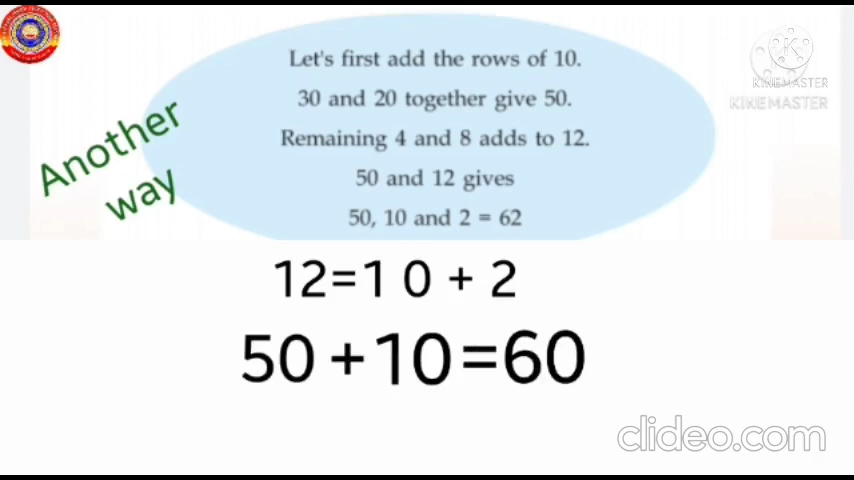 Let's first add the rows of 10.
30 and 20 together give 50.
Remaining 4 and 8 adds to 12.
50 and 12 gives
50, 10 and 2 = 62
Another
way
12=1 0 + 2
50+10=60
KINEMASTER
KINEMASTER
clideo.com